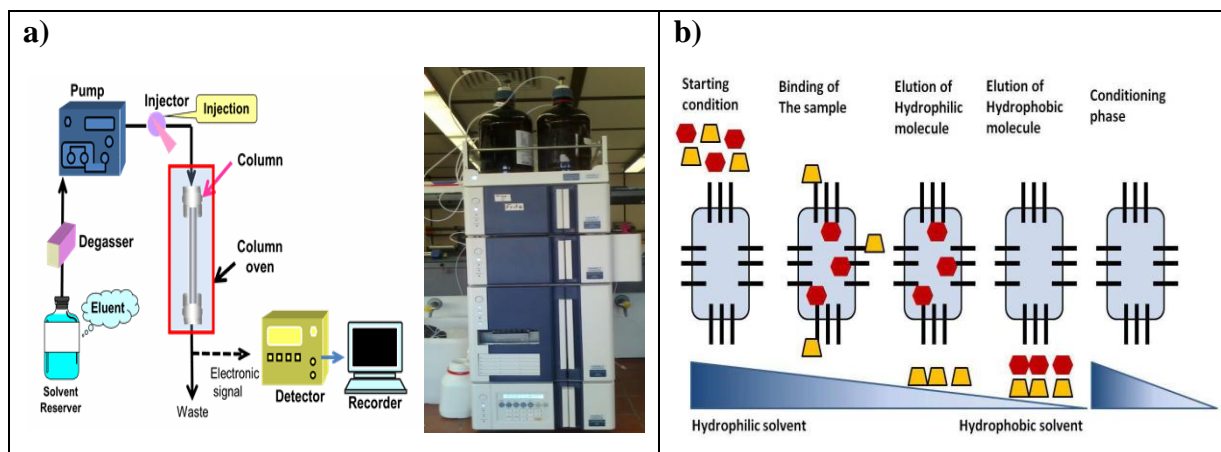 a)
Pump
Injector
Injection
Column
Degasser
Column
oven
Eluent
Solvent
Reserver
Electronic
signal
Waste
Detector
Recorder
b)
Starting
condition
Binding of
The sample
Elution of
Hydrophilic
molecule
Elution of
Hydrophobic
molecule
Conditioning
phase
Hydrophilic solvent
Hydrophobic solvent